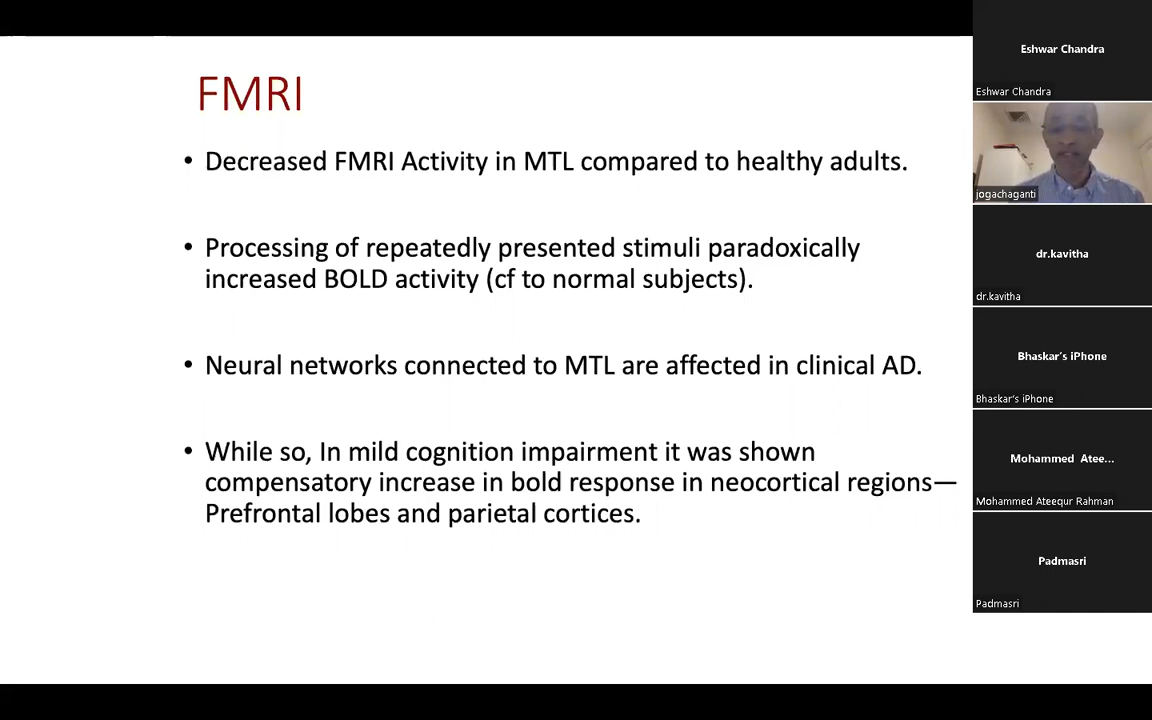 FMRI
• Decreased FMRI Activity in MTL compared to healthy adults.
• Processing of repeatedly presented stimuli paradoxically
increased BOLD activity (cf to normal subjects).
• Neural networks connected to MTL are affected in clinical AD.
• While so, In mild cognition impairment it was shown
compensatory increase in bold response in neocortical regions—
Prefrontal lobes and parietal cortices.
Eshwar Chandra
Eshwar Chandra
jogachaganti
dr.kavitha
dr.kavitha
Bhaskar's iPhone
Bhaskar's iPhone
Mohammed Atee...
Mohammed Ateequr Rahman
Padmasri
Padmasri